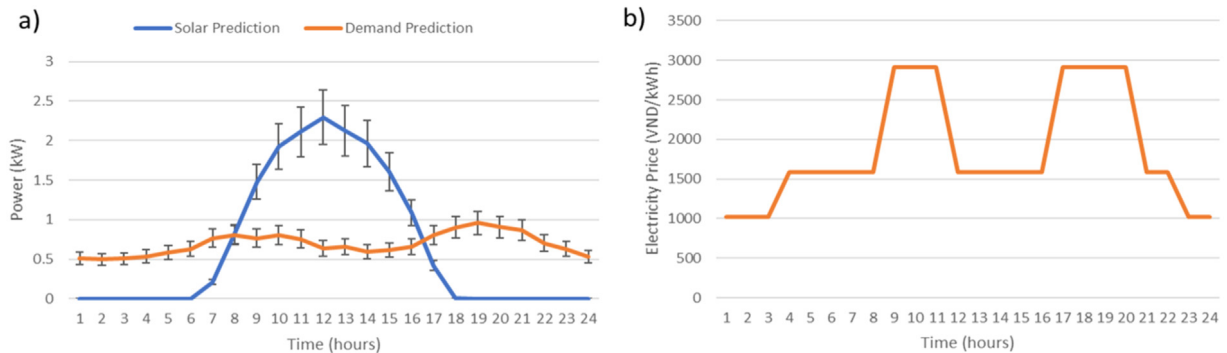 a)
Solar Prediction Demand Prediction
Power (kW)
3
2.5
2
1.5
1
0.5
0
1 2 3 4 5 6 7 8 9 10 11 12 13 14 15 16 17 18 19 20 21 22 23 24
Time (hours)
b)
Electricity Price (VND/kWh)
3500
3000
2500
2000
1500
1000
500
0
1 2 3 4 5 6 7 8 9 10 11 12 13 14 15 16 17 18 19 20 21 22 23 24
Time (hours)